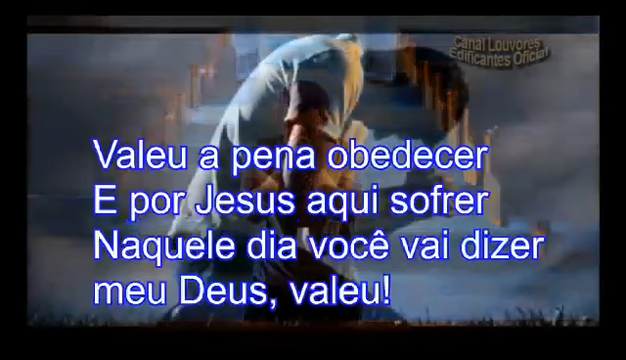 Canal Louvores
Edificantes Oficial
Valeu a pena obedecer
E por Jesus aqui sofrer
Naquele dia você vai dizer
meu Deus, valeu!